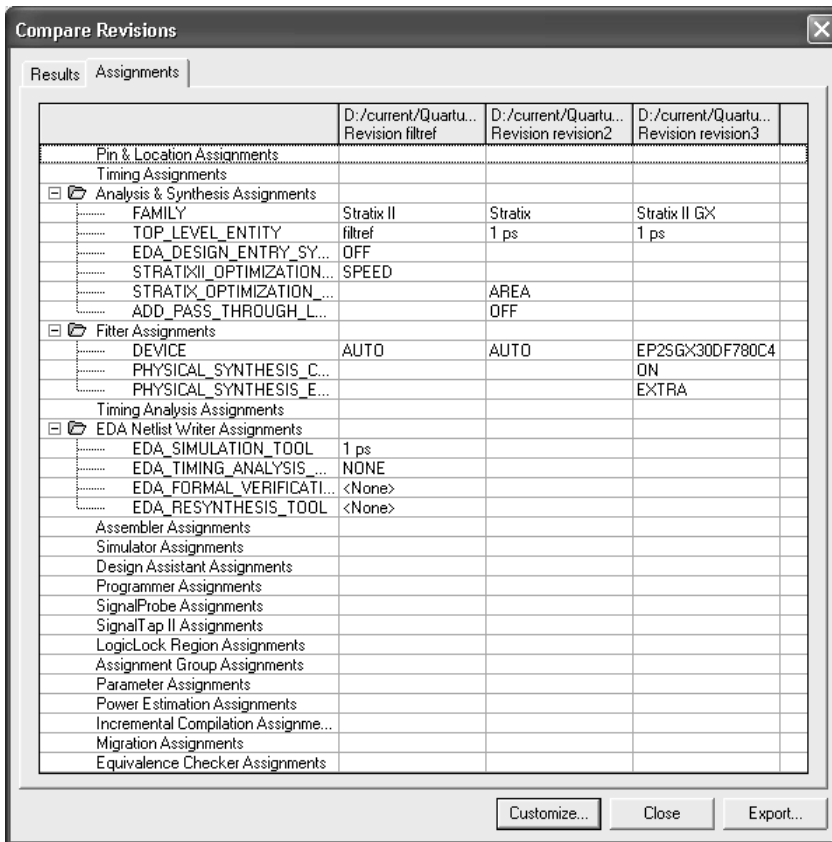 Compare Revisions
Results Assignments
D:/current/Quartu... D:/current/Quartu... D:/current/Quartu...
Revision filtref Revision revision2 Revision revision3
Pin & Location Assignments
Timing Assignments
Analysis & Synthesis Assignments
FAMILY Stratix II Stratix Stratix II GX
TOP_LEVEL_ENTITY filtref 1 ps 1 ps
EDA_DESIGN_ENTRY_SY... OFF
STRATIXII_OPTIMIZATION... SPEED
STRATIX_OPTIMIZATION_... AREA
ADD_PASS_THROUGH_L... OFF
Fitter Assignments
DEVICE AUTO AUTO EP2SGX30DF780C4
PHYSICAL_SYNTHESIS_C... ON
PHYSICAL_SYNTHESIS_E... EXTRA
Timing Analysis Assignments
EDA Netlist Writer Assignments
EDA_SIMULATION_TOOL 1 ps
EDA_TIMING_ANALYSIS_... NONE
EDA_FORMAL_VERIFICATI... <None>
EDA_RESYNTHESIS_TOOL <None>
Assembler Assignments
Simulator Assignments
Design Assistant Assignments
Programmer Assignments
SignalProbe Assignments
SignalTap II Assignments
LogicLock Region Assignments
Assignment Group Assignments
Parameter Assignments
Power Estimation Assignments
Incremental Compilation Assignme...
Migration Assignments
Equivalence Checker Assignments
Customize... Close Export...